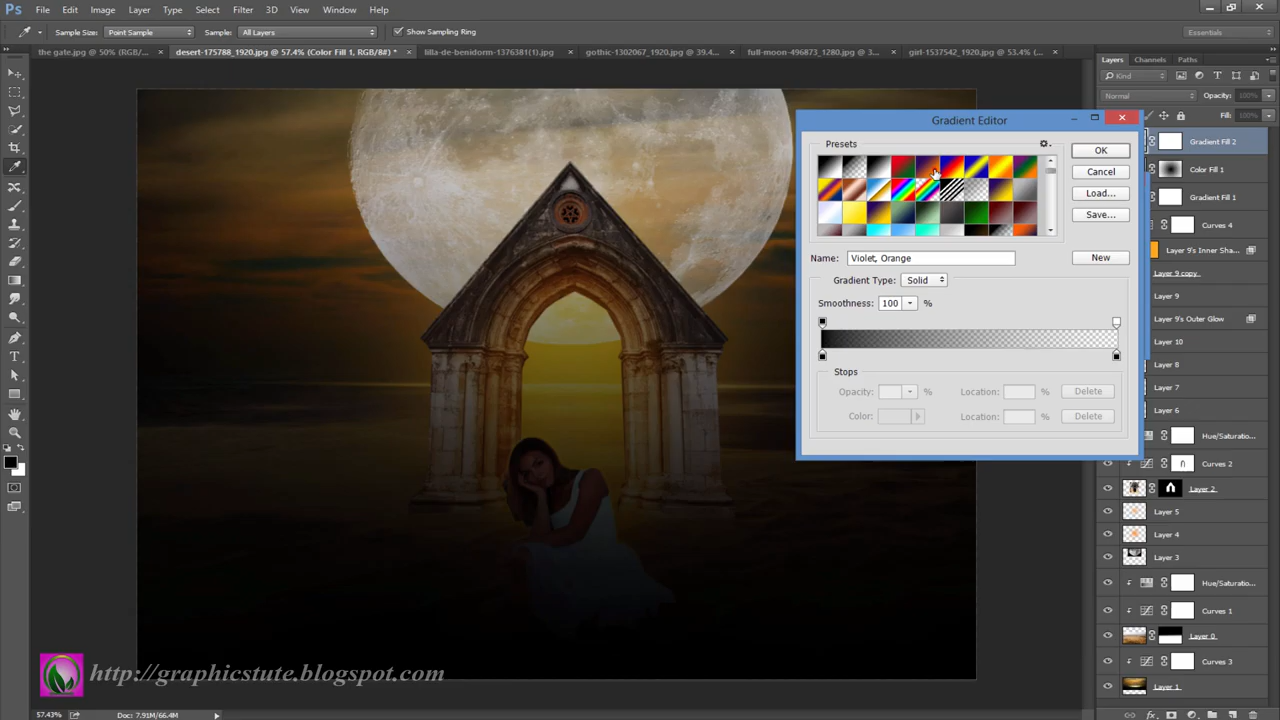 Ps File Edit Image Layer Type Select Filter 3D View Window Help
Sample Size: Point Sample Sample: All Layers Show Sampling Ring Essentials
the gate.jpg @ 50% (RGB/... × desert-175788_1920.jpg @ 57.4% (Color Fill 1, RGB/8#) * × lilla-de-benidorm-1376381(1).jpg × gothic-1302067_1920.jpg @ 39.4... × full-moon-496873_1280.jpg @ 3... × girl-1537542_1920.jpg @ 53.4% (... ×
Layers Channels Paths
Kind
Normal Opacity: 100%
Fill: 100%
Gradient Fill 2
Color Fill 1
Gradient Fill 1
Curves 4
Layer 9's Inner Sha...
Layer 9 copy
Layer 9
Layer 9's Outer Glow
Layer 10
Layer 8
Layer 7
Layer 6
Hue/Saturatio...
Curves 2
Layer 2
Layer 5
Layer 4
Layer 3
Hue/Saturatio...
Curves 1
Layer 0
Curves 3
Layer 1
Gradient Editor
Presets
OK
Cancel
Load...
Save...
Name: Violet, Orange
New
Gradient Type: Solid
Smoothness: 100 %
Stops
Opacity: % Location: % Delete
Color: Location: % Delete
http://graphicstute.blogspot.com
57.43% Doc: 7.91M/66.4M
fx